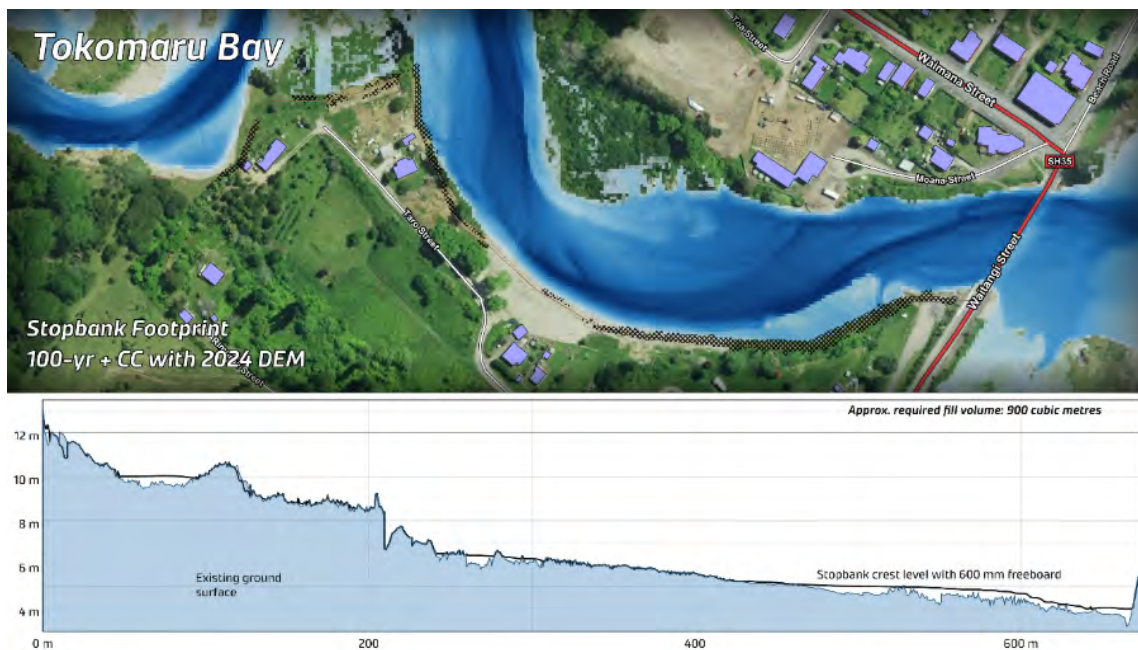 Tokomaru Bay
Toa Street
Waimana Street
Beach Road
SH35
Moana Street
Taro Street
Waitangi Street
Stopbank Footprint
100-yr + CC with 2024 DEM
Street
Approx. required fill volume: 900 cubic metres
12 m
10 m
8 m
6 m
4 m
Existing ground
surface
Stopbank crest level with 600 mm freeboard
0 m
200
400
600 m